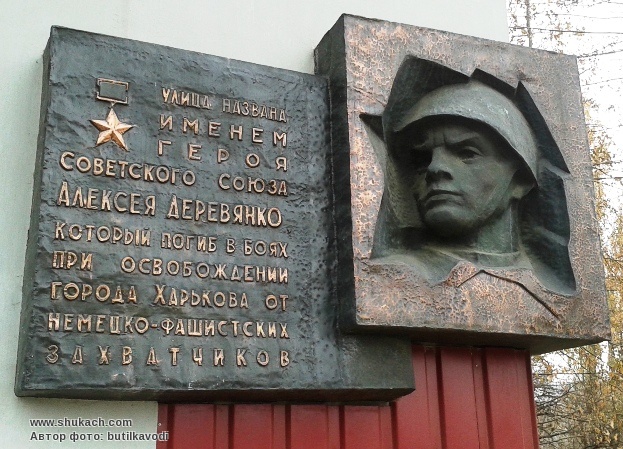 УЛИЦА НАЗВАНА
ИМЕНЕМ
ГЕРОЯ
СОВЕТСКОГО СОЮЗА
АЛЕКСЕЯ ДЕРЕВЯНКО
КОТОРЫЙ ПОГИБ В БОЯХ
ПРИ ОСВОБОЖДЕНИИ
ГОРОДА ХАРЬКОВА ОТ
НЕМЕЦКО-ФАШИСТСКИХ
ЗАХВАТЧИКОВ
www.shukach.com
Автор фото: butilkavodi